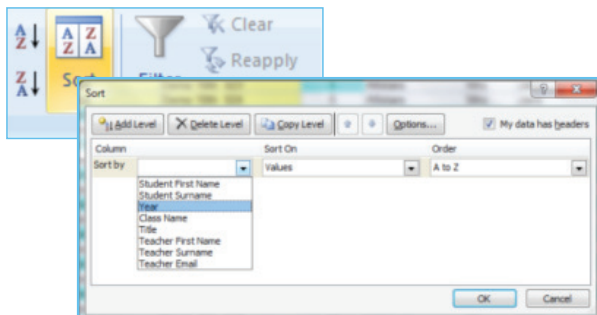 Clear
Reapply
Sort
Sort
Add Level
Delete Level
Copy Level
Options...
My data has headers
Column
Sort On
Order
Sort by
Values
A to Z
Student First Name
Student Surname
Year
Class Name
Title
Teacher First Name
Teacher Surname
Teacher Email
OK
Cancel